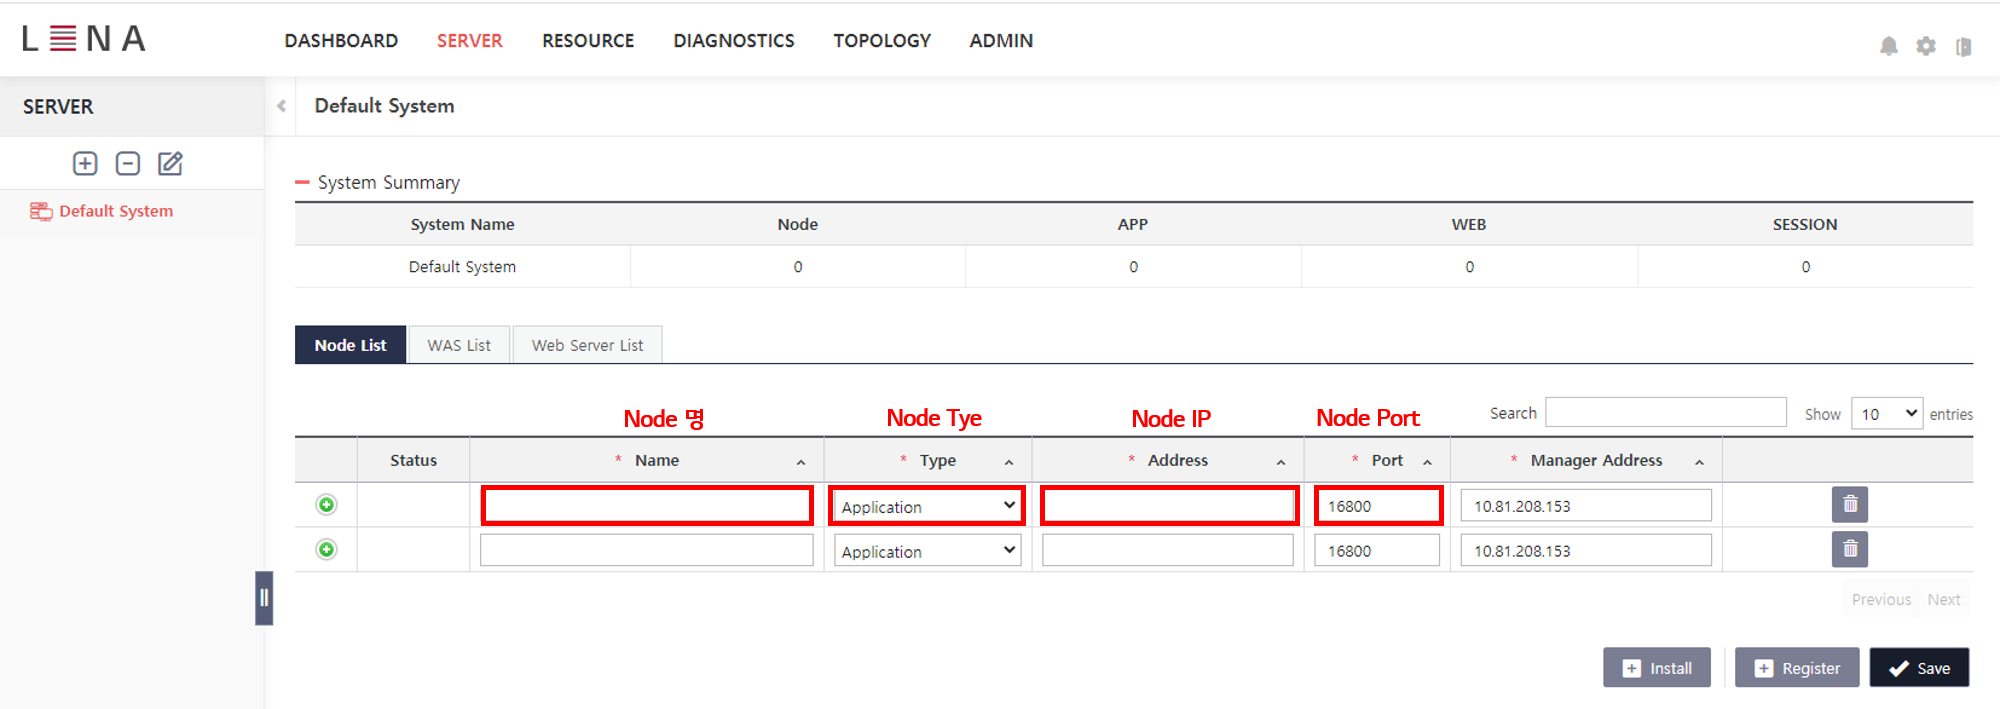 LENA
DASHBOARD SERVER RESOURCE DIAGNOSTICS TOPOLOGY ADMIN
SERVER
Default System
Default System
System Summary
System Name Node APP WEB SESSION
Default System 0 0 0 0
Node List WAS List Web Server List
Node 명 Node Tye Node IP Node Port
Search Show 10 entries
Status * Name * Type * Address * Port * Manager Address
Application 16800 10.81.208.153
Application 16800 10.81.208.153
Previous Next
Install Register Save